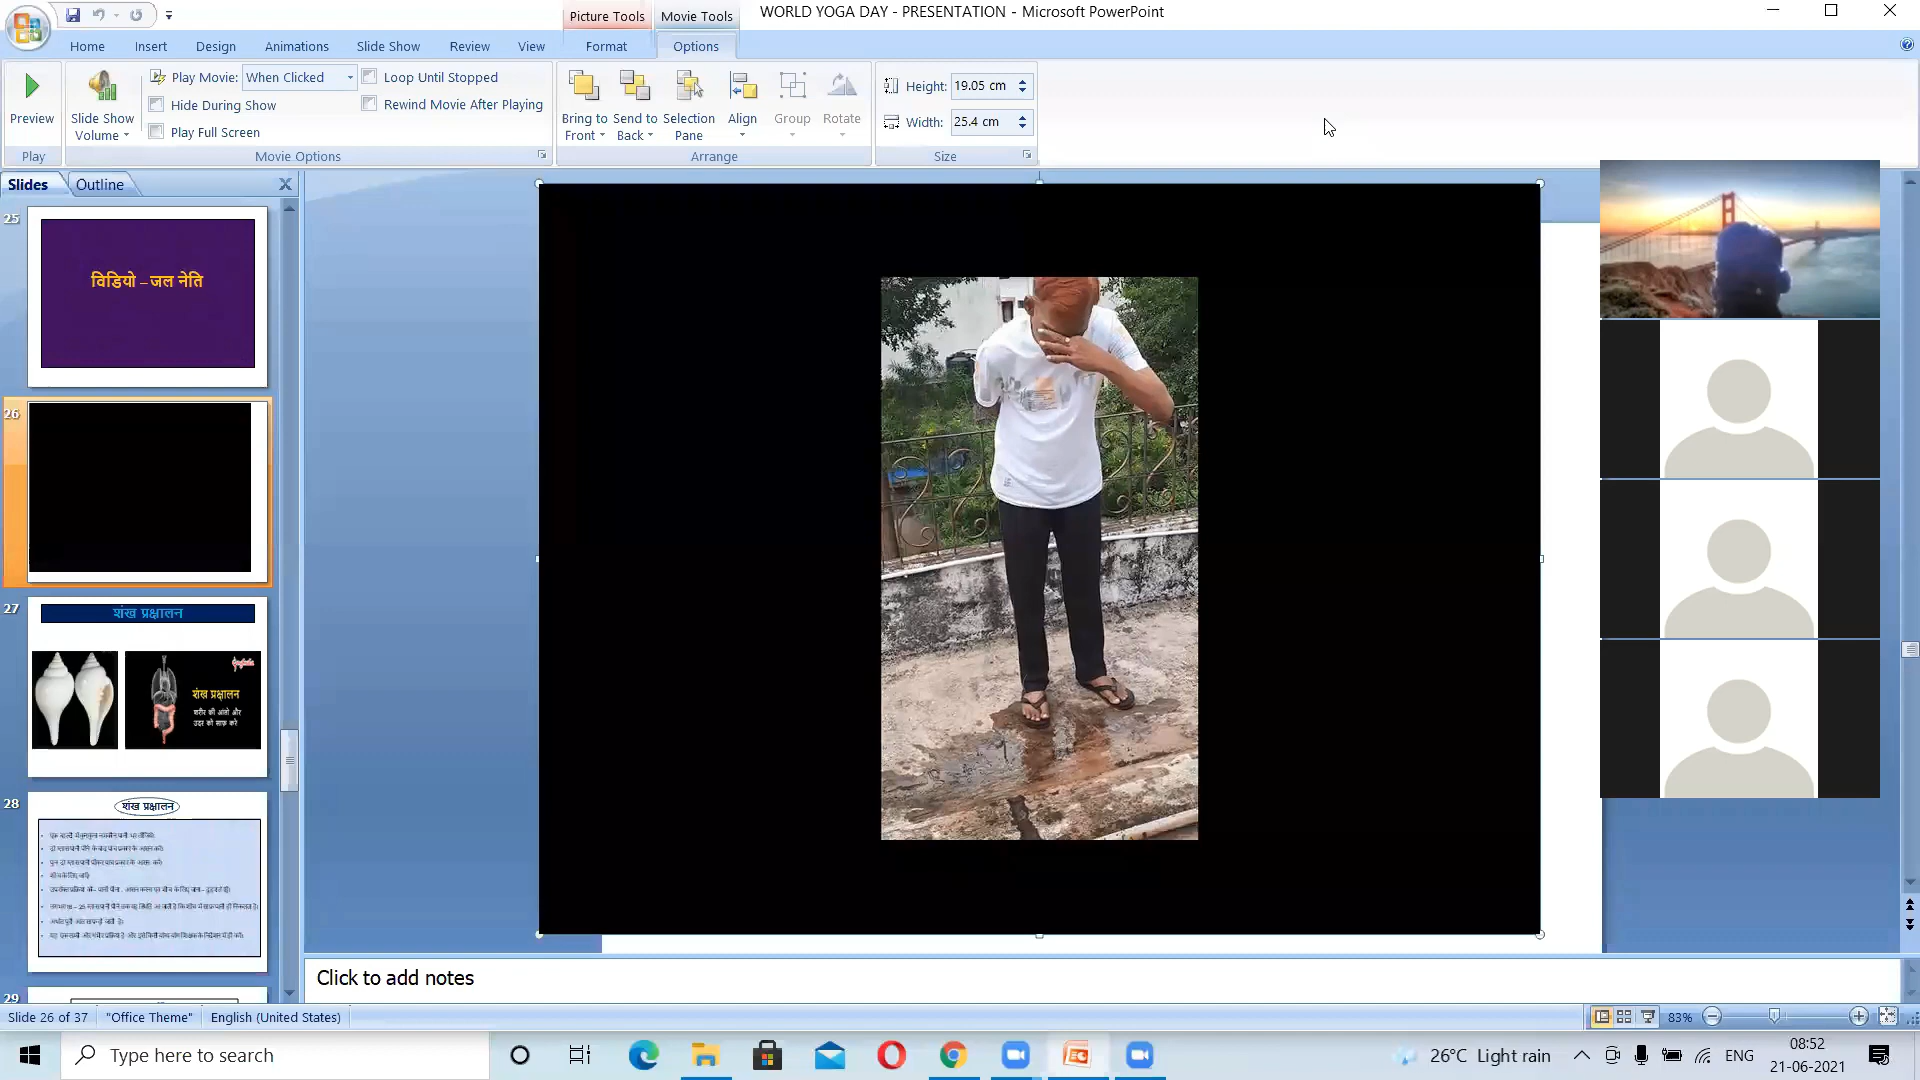 Picture Tools
Movie Tools
WORLD YOGA DAY - PRESENTATION - Microsoft PowerPoint
Home
Insert
Design
Animations
Slide Show
Review
View
Format
Options
Preview
Play
Slide Show
Volume
Play Movie:
When Clicked
Hide During Show
Play Full Screen
Loop Until Stopped
Rewind Movie After Playing
Movie Options
Bring to
Front
Send to
Back
Selection
Pane
Align
Group
Rotate
Arrange
Height:
19.05 cm
Width:
25.4 cm
Size
Slides
Outline
25
विडियो – जल नेति
26
27
शंख प्रक्षालन
शंख प्रक्षालन
शरीर की आंतो और
उदर को साफ़ करे
28
शंख प्रक्षालन
29
Click to add notes
Slide 26 of 37
"Office Theme"
English (United States)
83%
Type here to search
26°C Light rain
ENG
08:52
21-06-2021